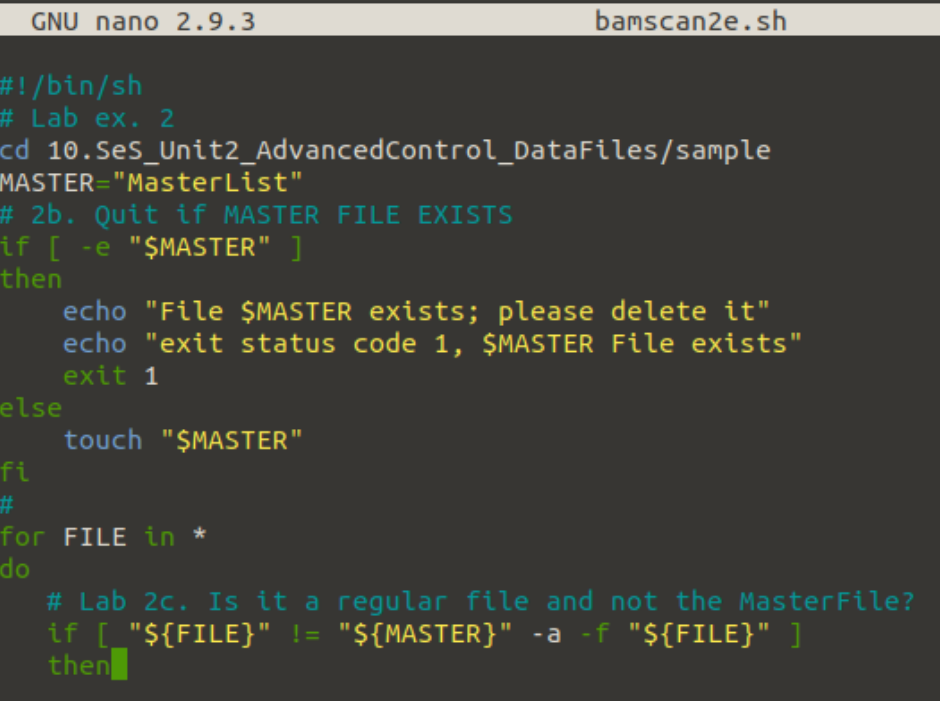 GNU nano 2.9.3 bamscan2e.sh
#!/bin/sh
# Lab ex. 2
cd 10.SeS_Unit2_AdvancedControl_DataFiles/sample
MASTER="MasterList"
# 2b. Quit if MASTER FILE EXISTS
if [ -e "$MASTER" ]
then
    echo "File $MASTER exists; please delete it"
    echo "exit status code 1, $MASTER File exists"
    exit 1
else
    touch "$MASTER"
fi
#
for FILE in *
do
   # Lab 2c. Is it a regular file and not the MasterFile?
   if [ "${FILE}" != "${MASTER}" -a -f "${FILE}" ]
   then